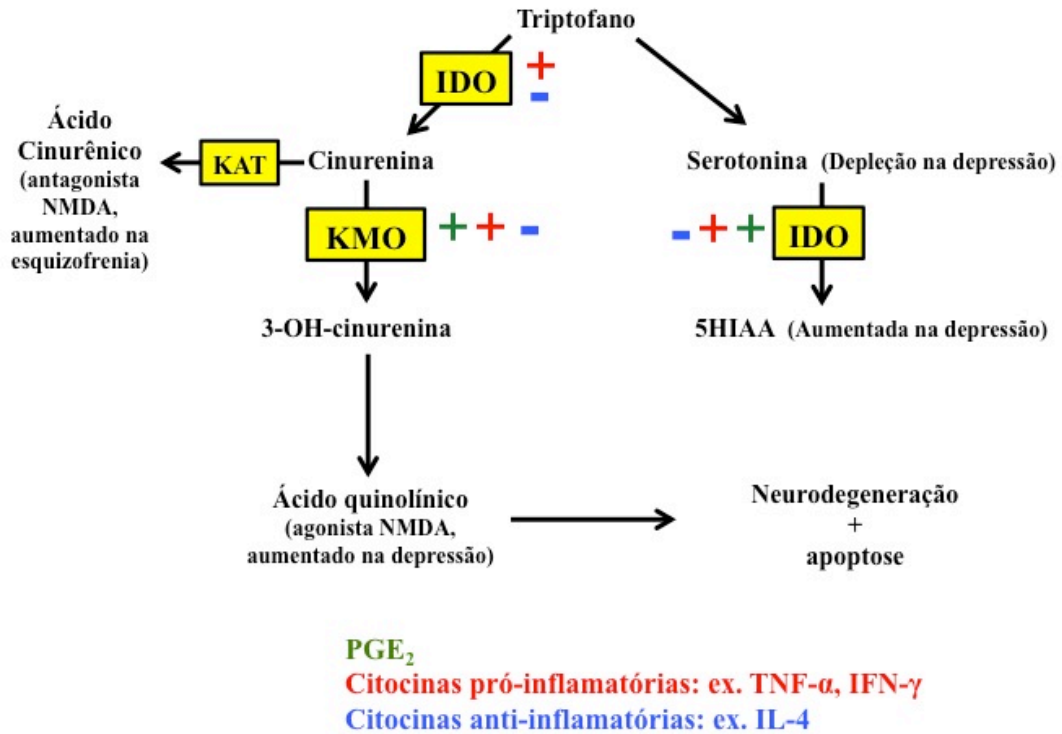 Triptofano
IDO
+
-
Ácido
Cinurênico
(antagonista
NMDA,
aumentado na
esquizofrenia)
KAT
Cinurenina
Serotonina (Depleção na depressão)
KMO
+ + -
- + +
IDO
3-OH-cinurenina
5HIAA (Aumentada na depressão)
Ácido quinolínico
(agonista NMDA,
aumentado na depressão)
Neurodegeneração
+
apoptose
PGE₂
Citocinas pró-inflamatórias: ex. TNF-α, IFN-γ
Citocinas anti-inflamatórias: ex. IL-4